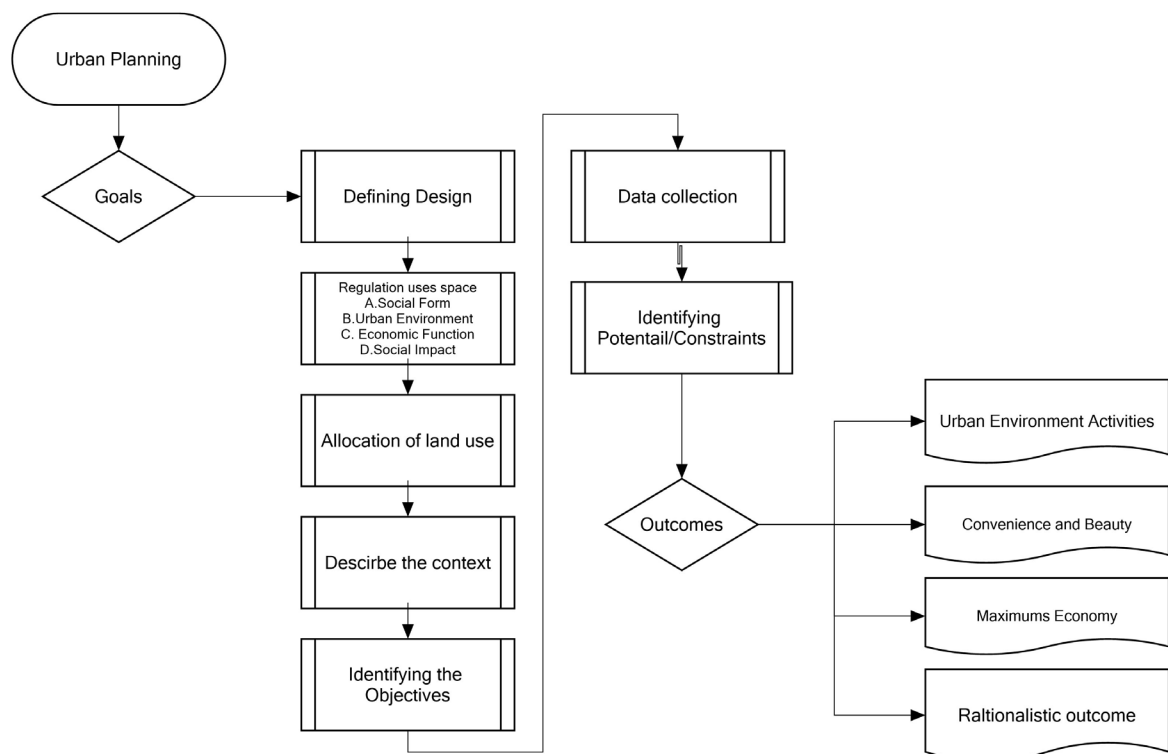 Urban Planning
Goals
Defining Design
Regulation uses space
A.Social Form
B.Urban Environment
C. Economic Function
D.Social Impact
Allocation of land use
Descirbe the context
Identifying the
Objectives
Data collection
Identifying
Potentail/Constraints
Outcomes
Urban Environment Activities
Convenience and Beauty
Maximums Economy
Raltionalistic outcome